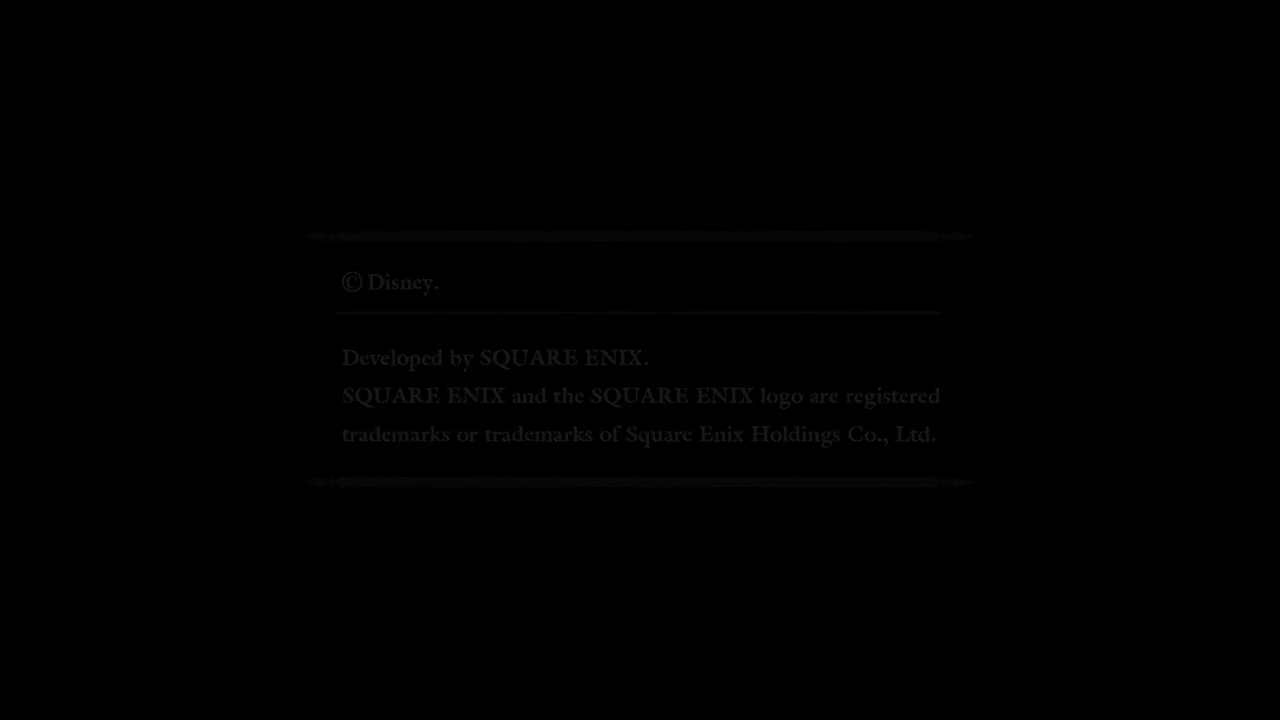 © Disney.
Developed by SQUARE ENIX.
SQUARE ENIX and the SQUARE ENIX logo are registered
trademarks or trademarks of Square Enix Holdings Co., Ltd.